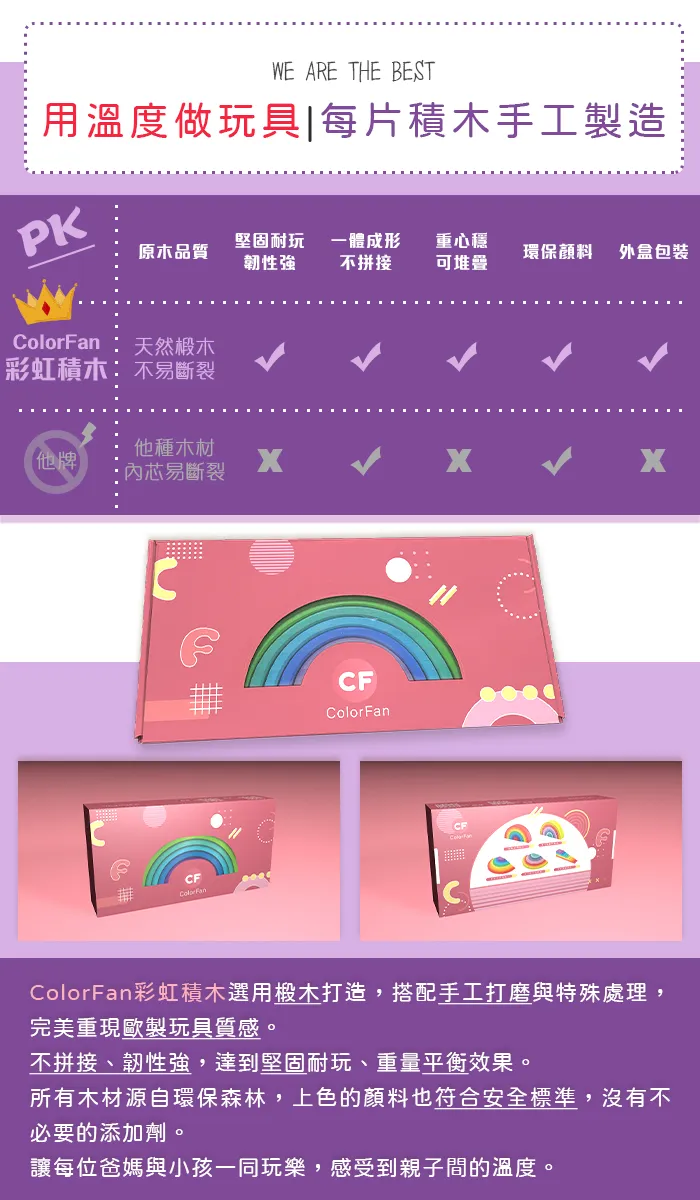 WE ARE THE BEST
用溫度做玩具|每片積木手工製造
PK
原木品質
堅固耐玩
韌性強
一體成形
不拼接
重心穩
可堆疊
環保顏料
外盒包裝
ColorFan
彩虹積木
天然椴木
不易斷裂
他牌
他種木材
內芯易斷裂
CF
ColorFan
CF
ColorFan
CF
ColorFan
ColorFan彩虹積木選用椴木打造,搭配手工打磨與特殊處理,
完美重現歐製玩具質感。
不拼接、韌性強,達到堅固耐玩、重量平衡效果。
所有木材源自環保森林,上色的顏料也符合安全標準,沒有不
必要的添加劑。
讓每位爸媽與小孩一同玩樂,感受到親子間的溫度。